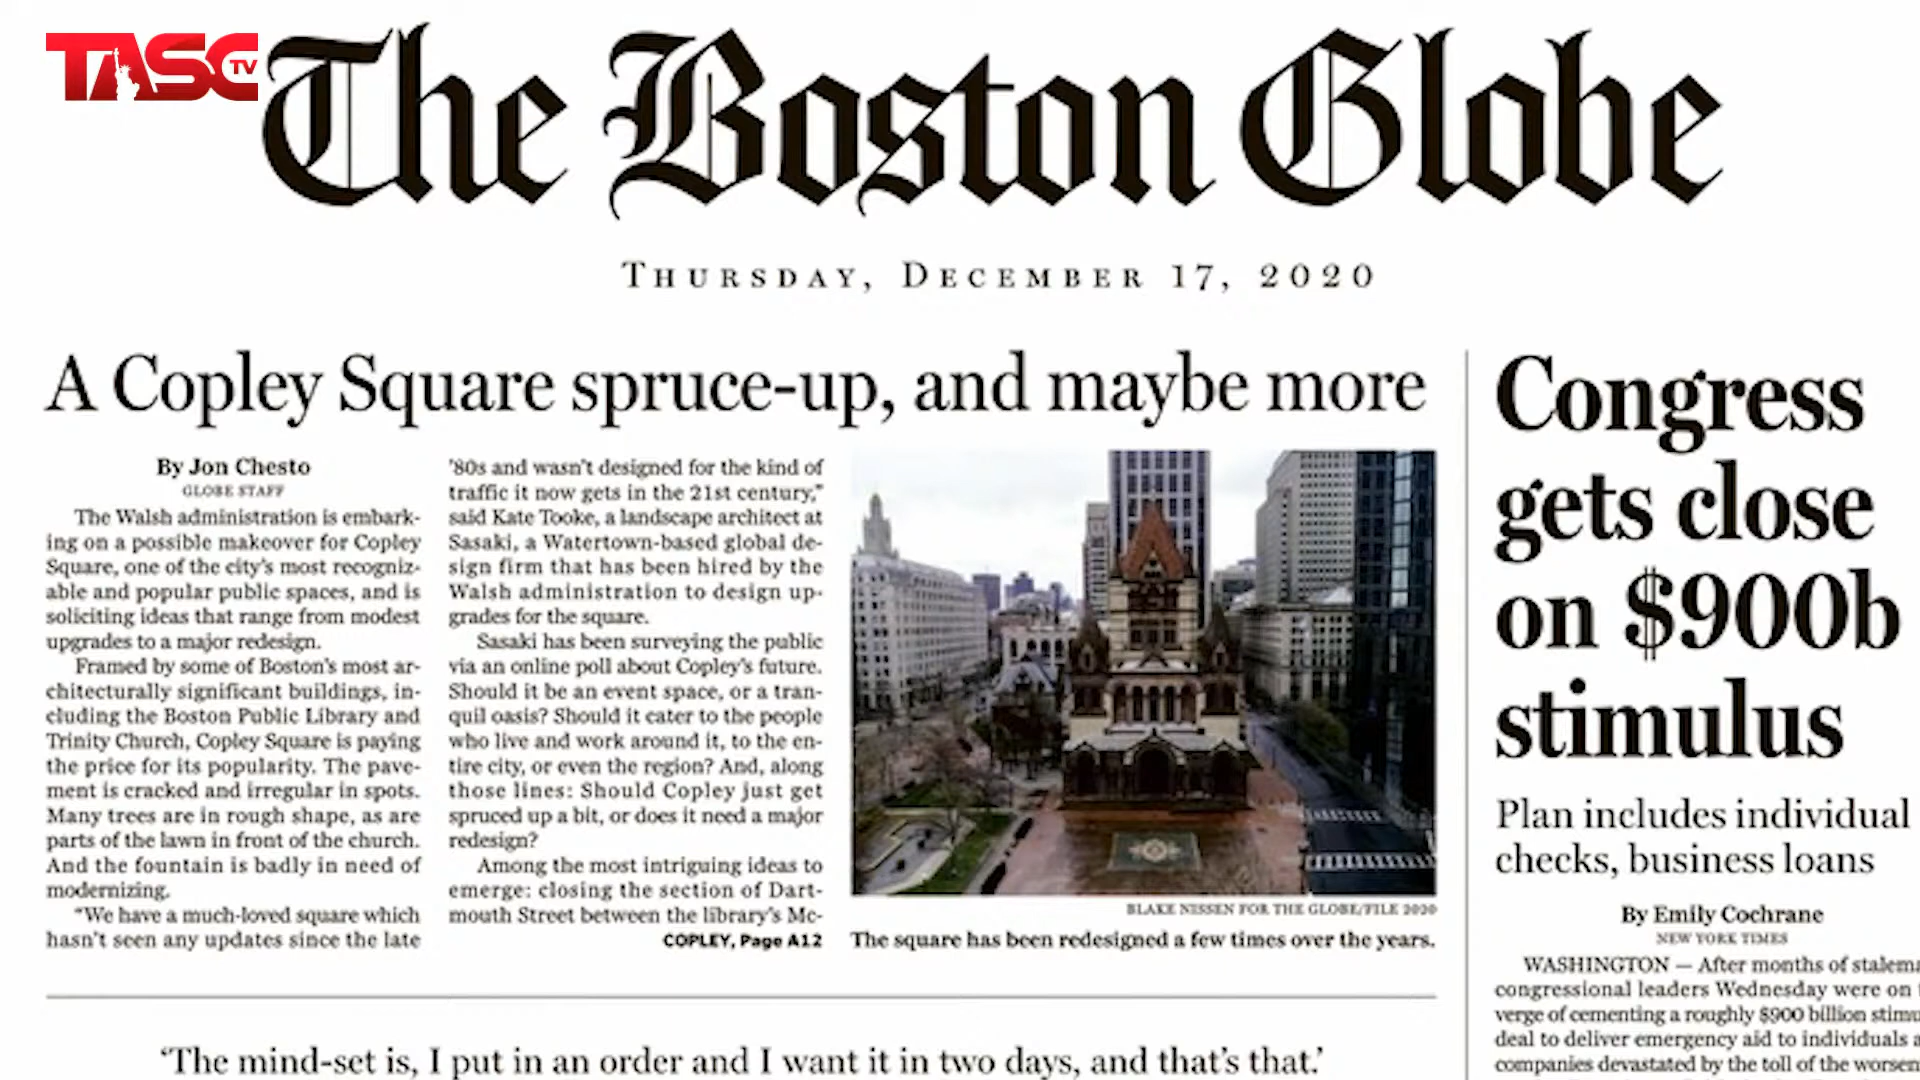 TASC TV
The Boston Globe
THURSDAY, DECEMBER 17, 2020
A Copley Square spruce-up, and maybe more
By Jon Chesto
GLOBE STAFF
The Walsh administration is embark-
ing on a possible makeover for Copley
Square, one of the city's most recogniz-
able and popular public spaces, and is
soliciting ideas that range from modest
upgrades to a major redesign.
Framed by some of Boston's most ar-
chitecturally significant buildings, in-
cluding the Boston Public Library and
Trinity Church, Copley Square is paying
the price for its popularity. The pave-
ment is cracked and irregular in spots.
Many trees are in rough shape, as are
parts of the lawn in front of the church.
And the fountain is badly in need of
modernizing.
"We have a much-loved square which
hasn't seen any updates since the late
'80s and wasn't designed for the kind of
traffic it now gets in the 21st century,"
said Kate Tooke, a landscape architect at
Sasaki, a Watertown-based global de-
sign firm that has been hired by the
Walsh administration to design up-
grades for the square.
Sasaki has been surveying the public
via an online poll about Copley's future.
Should it be an event space, or a tran-
quil oasis? Should it cater to the people
who live and work around it, to the en-
tire city, or even the region? And, along
those lines: Should Copley just get
spruced up a bit, or does it need a major
redesign?
Among the most intriguing ideas to
emerge: closing the section of Dart-
mouth Street between the library's Mc-
COPLEY, Page A12
BLAKE NISSEN FOR THE GLOBE/FILE 2020
The square has been redesigned a few times over the years.
Congress
gets close
on $900b
stimulus
Plan includes individual
checks, business loans
By Emily Cochrane
NEW YORK TIMES
WASHINGTON — After months of
congressional leaders Wednesday were on
verge of cementing a roughly $900 billion
deal to deliver emergency aid to individuals
companies devastated by the toll of the
'The mind-set is, I put in an order and I want it in two days, and that's that.'